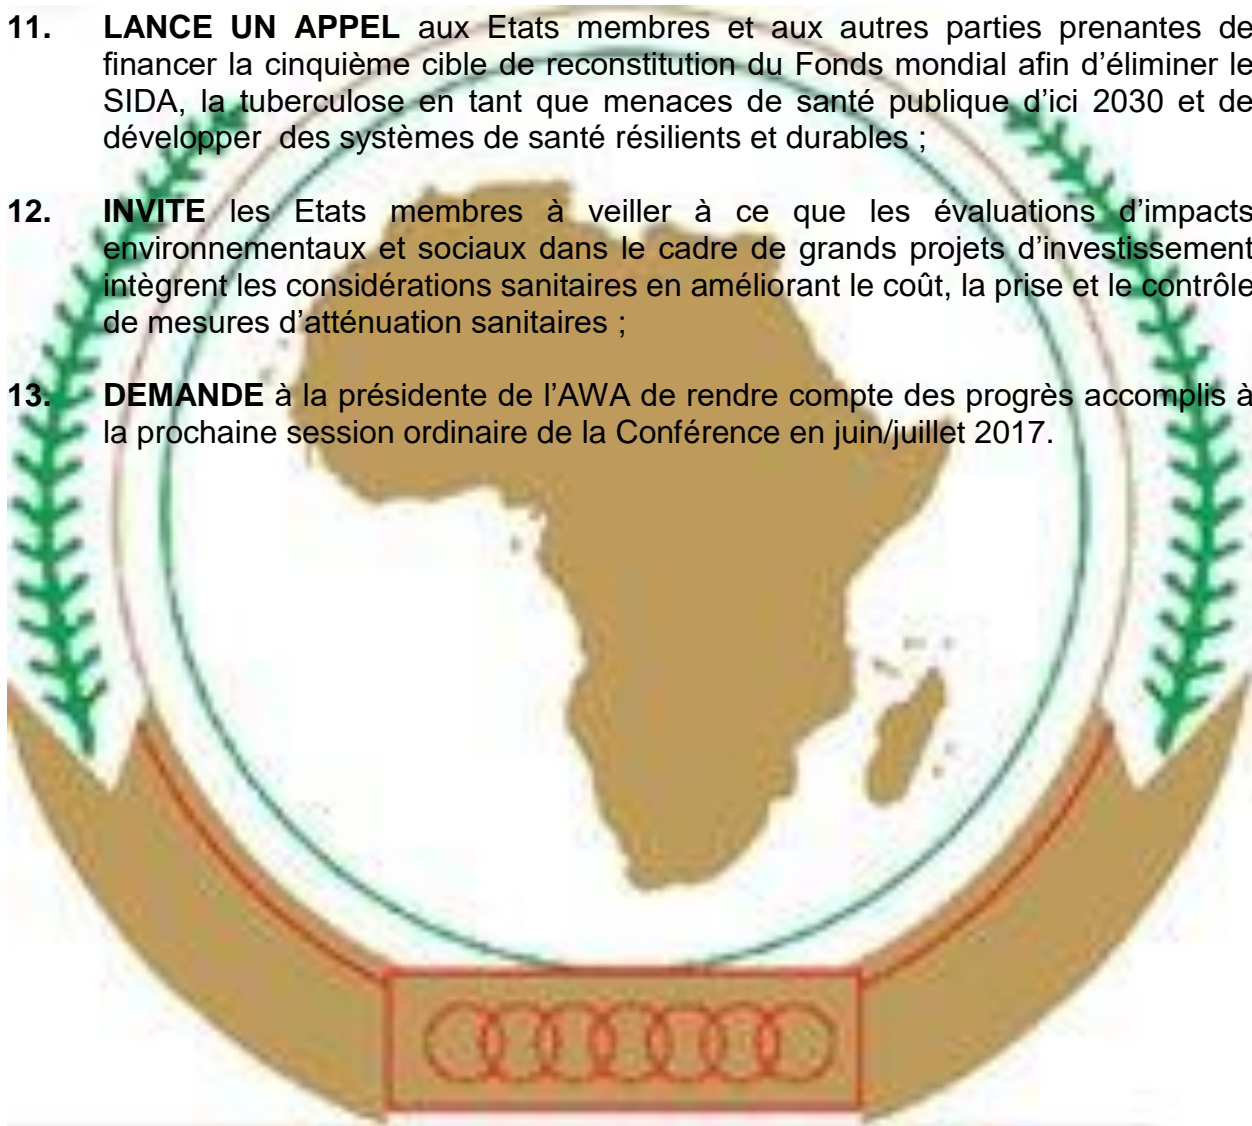 11. LANCE UN APPEL aux Etats membres et aux autres parties prenantes de
financer la cinquième cible de reconstitution du Fonds mondial afin d’éliminer le
SIDA, la tuberculose en tant que menaces de santé publique d’ici 2030 et de
développer des systèmes de santé résilients et durables ;
12. INVITE les Etats membres à veiller à ce que les évaluations d’impacts
environnementaux et sociaux dans le cadre de grands projets d’investissement
intègrent les considérations sanitaires en améliorant le coût, la prise et le contrôle
de mesures d’atténuation sanitaires ;
13. DEMANDE à la présidente de l’AWA de rendre compte des progrès accomplis à
la prochaine session ordinaire de la Conférence en juin/juillet 2017.